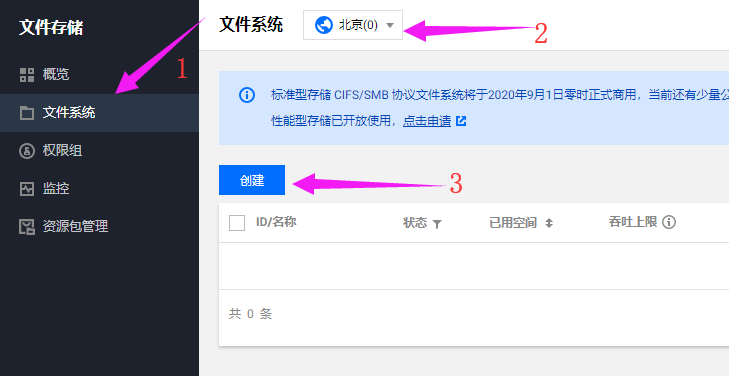 文件存储
概览
文件系统
权限组
监控
资源包管理
1
文件系统
北京(0)
2
标准型存储 CIFS/SMB 协议文件系统将于2020年9月1日零时正式商用，当前还有少量公
性能型存储已开放使用，点击申请
创建
3
ID/名称 状态 已用空间 吞吐上限
共 0 条